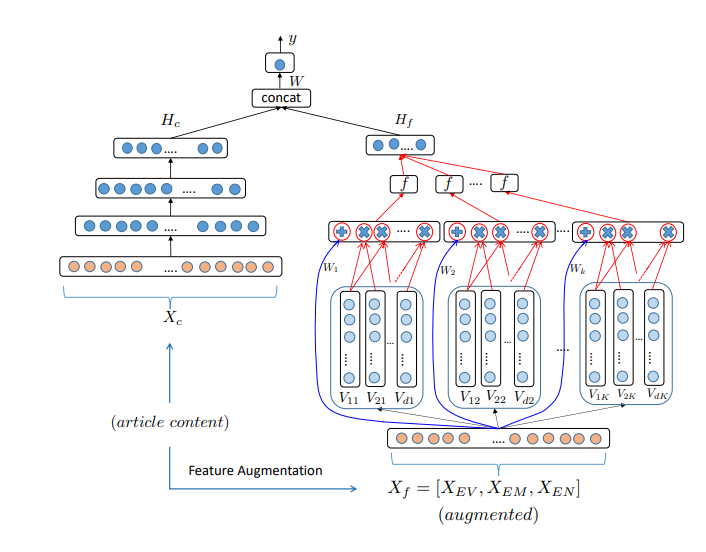 y
W
concat
H_c H_f
.... ....
.... f f .... f
.... .... .... .... ....
.... W_1 W_2 W_k
X_c
... ... ...
.... .... .... ....
V_{11} V_{21} V_{d1} V_{12} V_{22} V_{d2} V_{1K} V_{2K} V_{dK}
(article content)
....
Feature Augmentation
X_f = [X_{EV}, X_{EM}, X_{EN}]
(augmented)